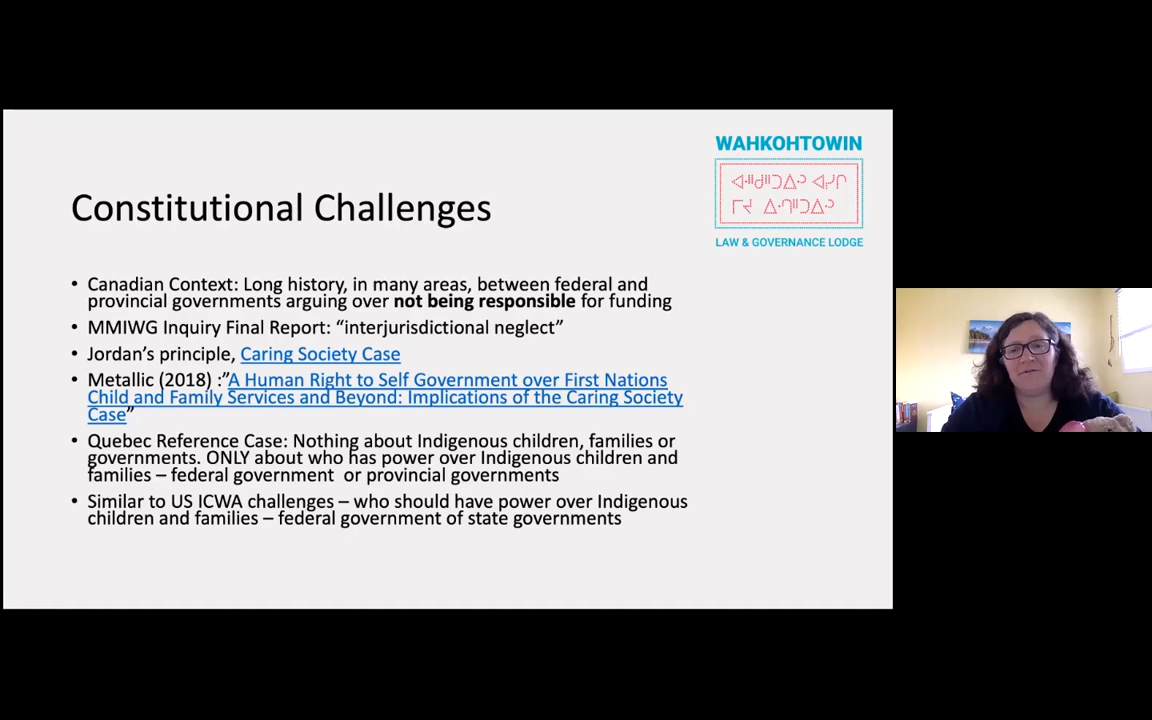 WAHKOHTOWIN
ᐊᐧᐦᑯᐦᑐᐃᐧᐣ ᐊᓯᒋ
ᒥᔪ ᐃᐧᒉᐦᑐᐃᐧᐣ
LAW & GOVERNANCE LODGE
Constitutional Challenges
• Canadian Context: Long history, in many areas, between federal and
provincial governments arguing over not being responsible for funding
• MMIWG Inquiry Final Report: “interjurisdictional neglect”
• Jordan’s principle, Caring Society Case
• Metallic (2018) :”A Human Right to Self Government over First Nations
Child and Family Services and Beyond: Implications of the Caring Society
Case”
• Quebec Reference Case: Nothing about Indigenous children, families or
governments. ONLY about who has power over Indigenous children and
families – federal government or provincial governments
• Similar to US ICWA challenges – who should have power over Indigenous
children and families – federal government of state governments